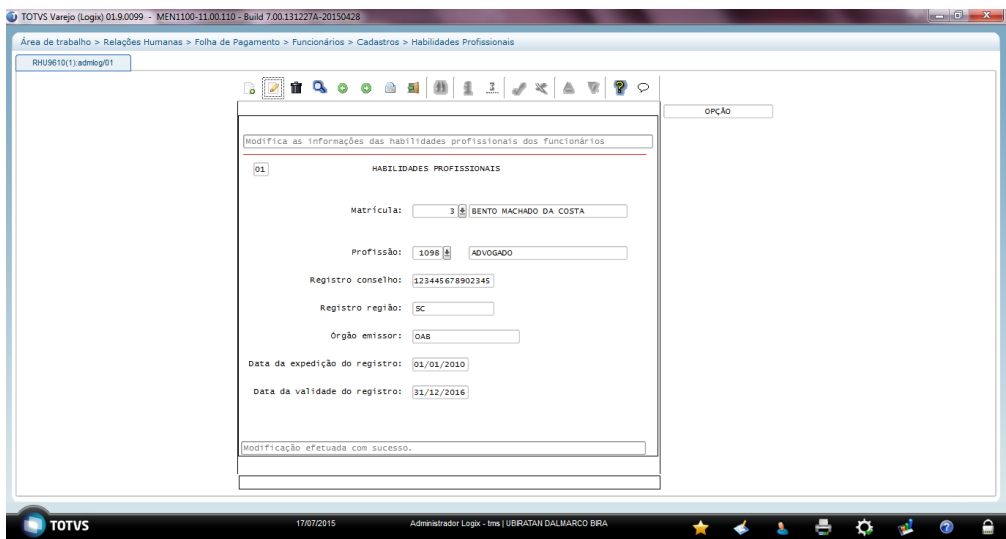 TOTVS Varejo (Logix) 01.9.0099 - MEN1100-11.00.110 - Build 7.00.131227A-20150428
Área de trabalho > Relações Humanas > Folha de Pagamento > Funcionários > Cadastros > Habilidades Profissionais
RHU9610(1):admlog/01
OPÇÃO
Modifica as informações das habilidades profissionais dos funcionários
01 HABILIDADES PROFISSIONAIS
Matrícula: 3 BENTO MACHADO DA COSTA
Profissão: 1098 ADVOGADO
Registro conselho: 123445678902345
Registro região: SC
Órgão emissor: OAB
Data da expedição do registro: 01/01/2010
Data da validade do registro: 31/12/2016
Modificação efetuada com sucesso.
TOTVS 17/07/2015 Administrador Logix - tms | UBIRATAN DALMARCO BIRA